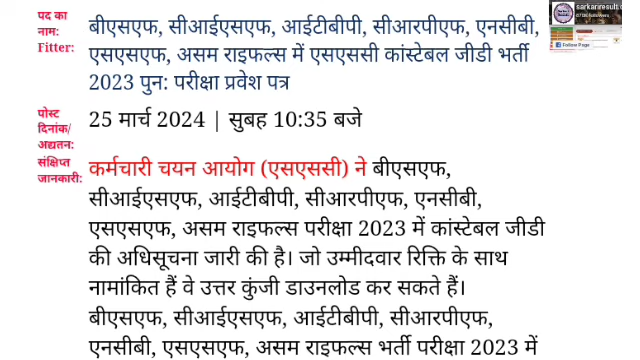 पद का
नाम:
Fitter:
बीएसएफ, सीआईएसएफ, आईटीबीपी, सीआरपीएफ, एनसीबी,
एसएसएफ, असम राइफल्स में एसएससी कांस्टेबल जीडी भर्ती
2023 पुन: परीक्षा प्रवेश पत्र
पोस्ट
दिनांक/
अद्यतन:
25 मार्च 2024 | सुबह 10:35 बजे
संक्षिप्त
जानकारी:
कर्मचारी चयन आयोग (एसएससी) ने बीएसएफ,
सीआईएसएफ, आईटीबीपी, सीआरपीएफ, एनसीबी,
एसएसएफ, असम राइफल्स परीक्षा 2023 में कांस्टेबल जीडी
की अधिसूचना जारी की है। जो उम्मीदवार रिक्ति के साथ
नामांकित हैं वे उत्तर कुंजी डाउनलोड कर सकते हैं।
बीएसएफ, सीआईएसएफ, आईटीबीपी, सीआरपीएफ,
एनसीबी, एसएसएफ, असम राइफल्स भर्ती परीक्षा 2023 में
sarkariresult.c
Follow Page